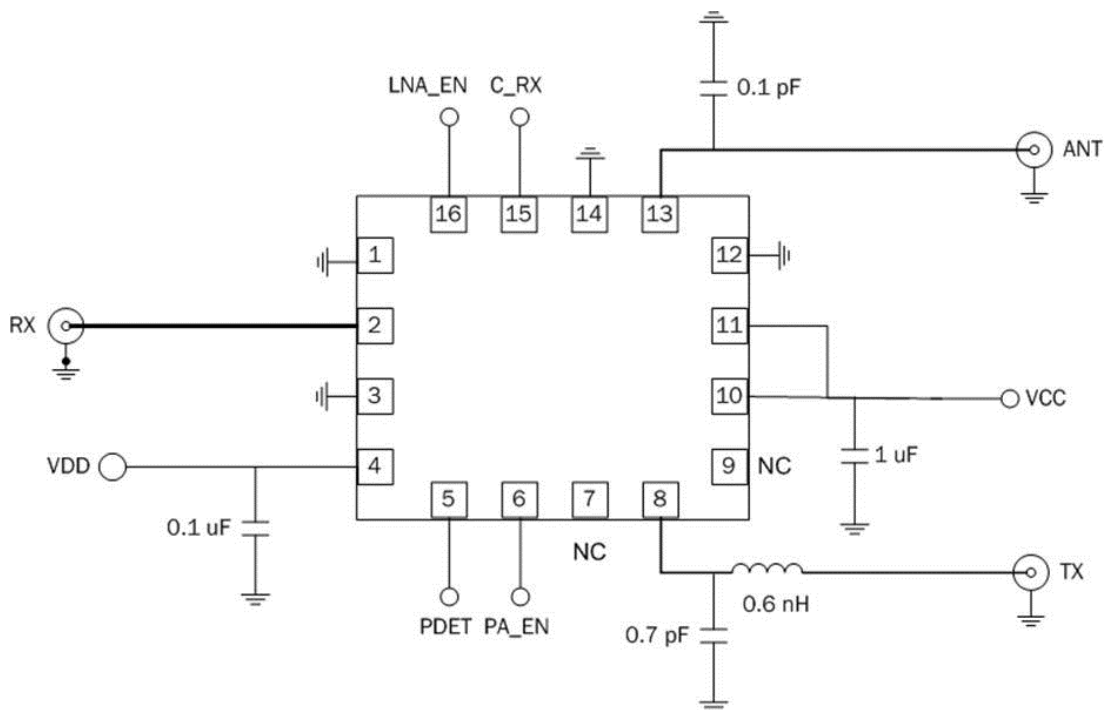 0.1 pF
LNA_EN C_RX
ANT
16 15 14 13
1 12
RX 2 11
3 10 VCC
VDD 4 9 NC 1 uF
0.1 uF 5 6 7 8
NC
TX
PDET PA_EN 0.6 nH
0.7 pF